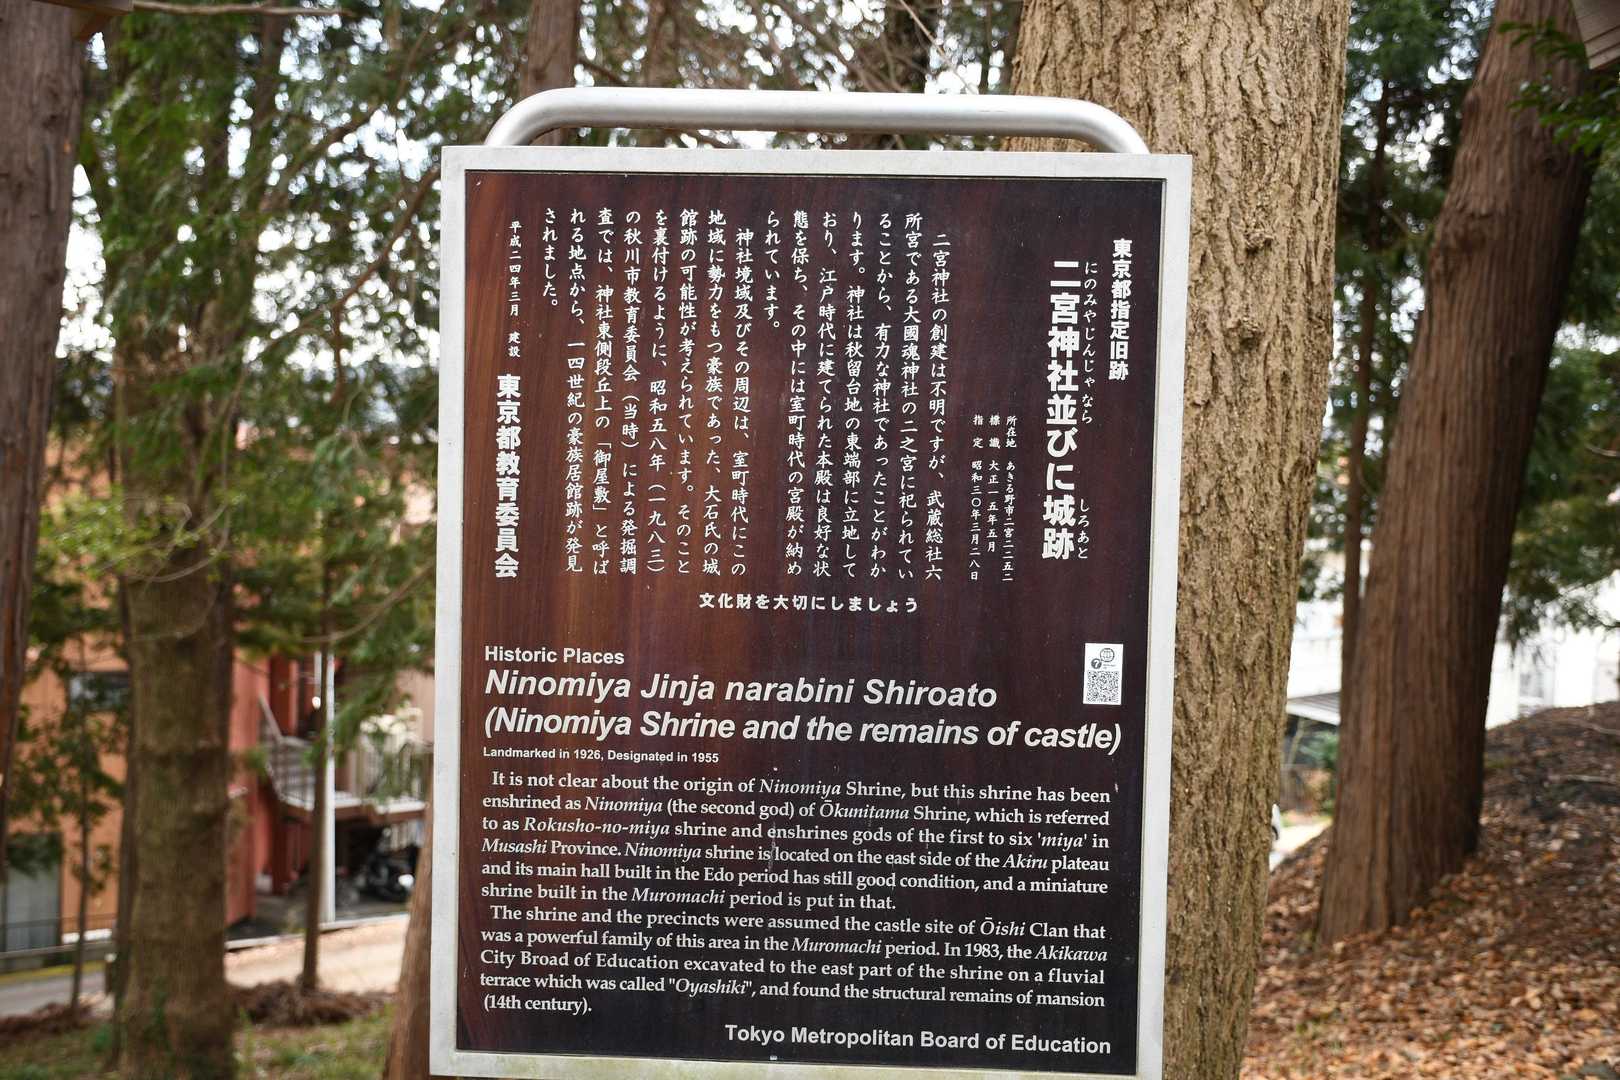 東京都指定旧跡
にのみやじんじゃなら
しろあと
二宮神社並びに城跡
所在地 あきる野市二宮二二五二
標識 大正一五年五月
指定 昭和三〇年三月二八日
二宮神社の創建は不明ですが、武蔵総社六
所宮である大國魂神社の二之宮に祀られてい
ることから、有力な神社であったことがわか
ります。神社は秋留台地の東端部に立地して
おり、江戸時代に建てられた本殿は良好な状
態を保ち、その中には室町時代の宮殿が納め
られています。
神社境域及びその周辺は、室町時代にこの
地域に勢力をもつ豪族であった、大石氏の城
館跡の可能性が考えられています。そのこと
を裏付けるように、昭和五八年（一九八三）
の秋川市教育委員会（当時）による発掘調
査では、神社東側段丘上の「御屋敷」と呼ば
れる地点から、一四世紀の豪族居館跡が発見
されました。
平成二四年三月 建設
東京都教育委員会
文化財を大切にしましょう
Historic Places
Ninomiya Jinja narabini Shiroato
(Ninomiya Shrine and the remains of castle)
Landmarked in 1926, Designated in 1955
It is not clear about the origin of Ninomiya Shrine, but this shrine has been
enshrined as Ninomiya (the second god) of Ōkunitama Shrine, which is referred
to as Rokusho-no-miya shrine and enshrines gods of the first to six 'miya' in
Musashi Province. Ninomiya shrine is located on the east side of the Akiru plateau
and its main hall built in the Edo period has still good condition, and a miniature
shrine built in the Muromachi period is put in that.
The shrine and the precincts were assumed the castle site of Ōishi Clan that
was a powerful family of this area in the Muromachi period. In 1983, the Akikawa
City Broad of Education excavated to the east part of the shrine on a fluvial
terrace which was called "Oyashiki", and found the structural remains of mansion
(14th century).
Tokyo Metropolitan Board of Education